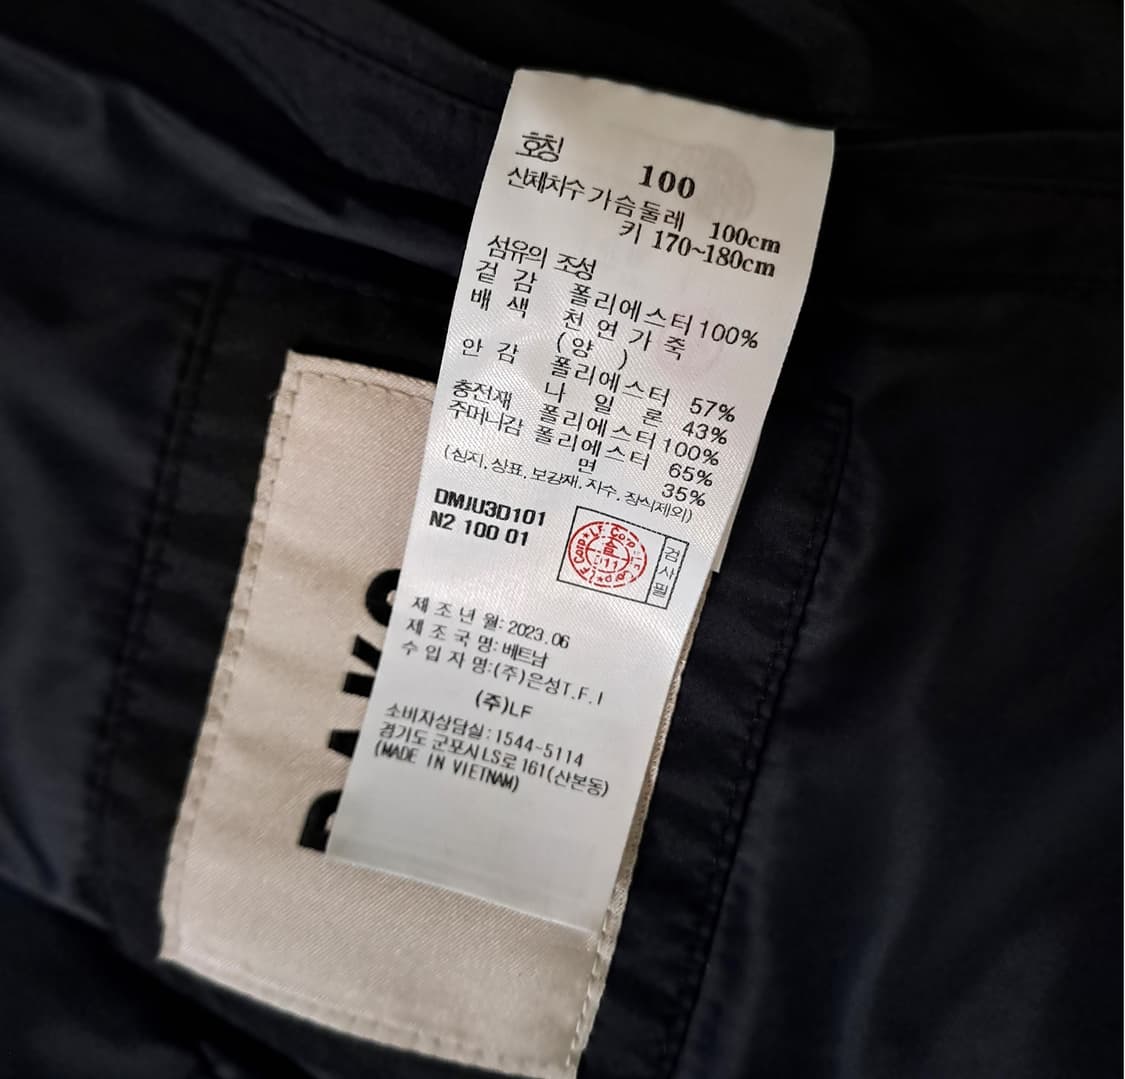 호칭 100
신체치수 가슴둘레 100cm
키 170~180cm
섬유의 조성
겉 감 폴리에스터 100%
배 색 천 연 가 죽
(양 )
안 감 폴리에스터 57%
나 일 론 43%
충전재 폴리에스터 100%
주머니감 폴리에스터 65%
면 35%
(심지, 상표, 보강재, 자수, 장식제외)
DMJU3D101
N2 100 01
LF Corp
검사필
제 조 년 월: 2023.06
제 조 국 명: 베트남
수 입 자 명:(주)은성T.F.I
(주)LF
소비자상담실:1544-5114
경기도 군포시LS로 161(산본동)
(MADE IN VIETNAM)